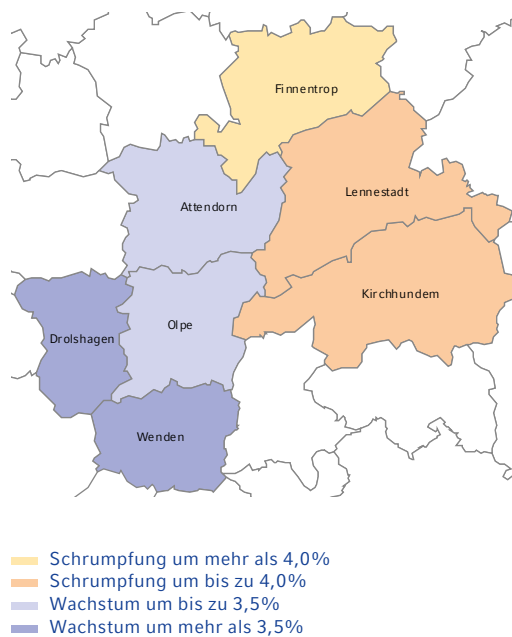 Finnentrop
Lennestadt
Attendorn
Kirchhundem
Olpe
Drolshagen
Wenden
Schrumpfung um mehr als 4,0%
Schrumpfung um bis zu 4,0%
Wachstum um bis zu 3,5%
Wachstum um mehr als 3,5%